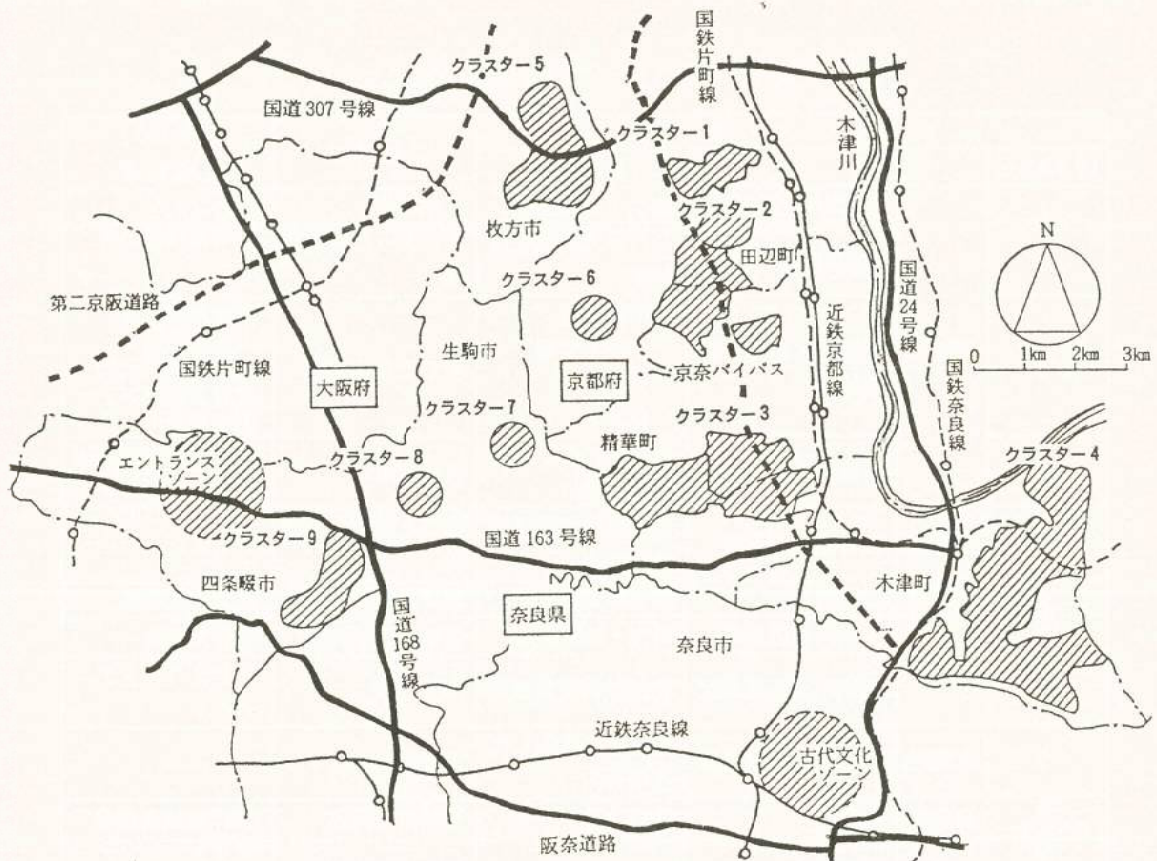 国鉄片町線
クラスター5
国道307号線
クラスター1
木津川
クラスター2
枚方市
田辺町
クラスター6
国道24号線
N
第二京阪道路
生駒市
近鉄京都線
0 1km 2km 3km
国鉄片町線
大阪府
京都府
京奈バイパス
国鉄奈良線
クラスター7
クラスター3
精華町
エントランスゾーン
クラスター8
クラスター4
クラスター9
国道163号線
四条畷市
木津町
奈良県
国道168号線
奈良市
近鉄奈良線
古代文化ゾーン
阪奈道路